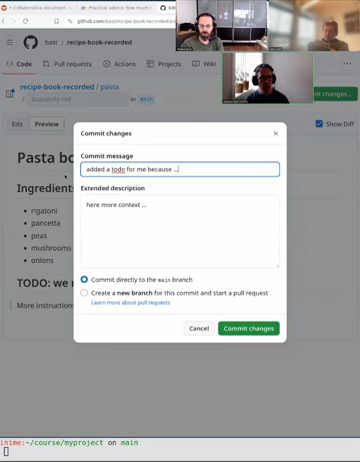 Collaborative document
Practical advice: how much
github.com/bast/recipe-book-recorded
bast / recipe-book-recorded
Code
Pull requests
Actions
Projects
Wiki
recipe-book-recorded / pasta
in main
Edit
Preview
Show Diff
Pasta bo
Ingredient
rigatoni
pancetta
peas
mushrooms
onions
TODO: we
More instruction
Commit changes
Commit message
added a todo for me because ...
Extended description
here more context ...
Commit directly to the main branch
Create a new branch for this commit and start a pull request
Learn more about pull requests
Cancel
Commit changes
inime:~/course/myproject on main